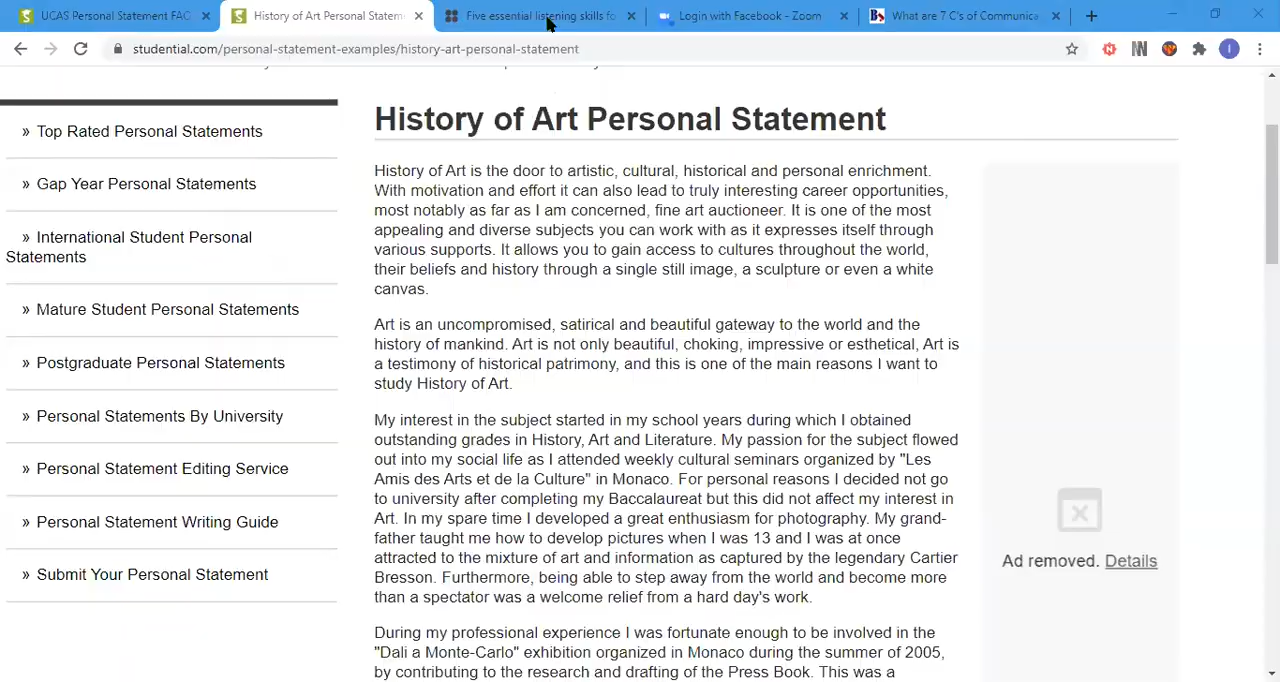 UCAS Personal Statement FAQ
History of Art Personal Statem
Five essential listening skills fo
Login with Facebook - Zoom
What are 7 C's of Communica
studential.com/personal-statement-examples/history-art-personal-statement
» Top Rated Personal Statements
» Gap Year Personal Statements
» International Student Personal
Statements
» Mature Student Personal Statements
» Postgraduate Personal Statements
» Personal Statements By University
» Personal Statement Editing Service
» Personal Statement Writing Guide
» Submit Your Personal Statement
History of Art Personal Statement
History of Art is the door to artistic, cultural, historical and personal enrichment.
With motivation and effort it can also lead to truly interesting career opportunities,
most notably as far as I am concerned, fine art auctioneer. It is one of the most
appealing and diverse subjects you can work with as it expresses itself through
various supports. It allows you to gain access to cultures throughout the world,
their beliefs and history through a single still image, a sculpture or even a white
canvas.
Art is an uncompromised, satirical and beautiful gateway to the world and the
history of mankind. Art is not only beautiful, choking, impressive or esthetical, Art is
a testimony of historical patrimony, and this is one of the main reasons I want to
study History of Art.
My interest in the subject started in my school years during which I obtained
outstanding grades in History, Art and Literature. My passion for the subject flowed
out into my social life as I attended weekly cultural seminars organized by "Les
Amis des Arts et de la Culture" in Monaco. For personal reasons I decided not go
to university after completing my Baccalaureat but this did not affect my interest in
Art. In my spare time I developed a great enthusiasm for photography. My grand-
father taught me how to develop pictures when I was 13 and I was at once
attracted to the mixture of art and information as captured by the legendary Cartier
Bresson. Furthermore, being able to step away from the world and become more
than a spectator was a welcome relief from a hard day's work.
During my professional experience I was fortunate enough to be involved in the
"Dali a Monte-Carlo" exhibition organized in Monaco during the summer of 2005,
by contributing to the research and drafting of the Press Book. This was a
Ad removed. Details